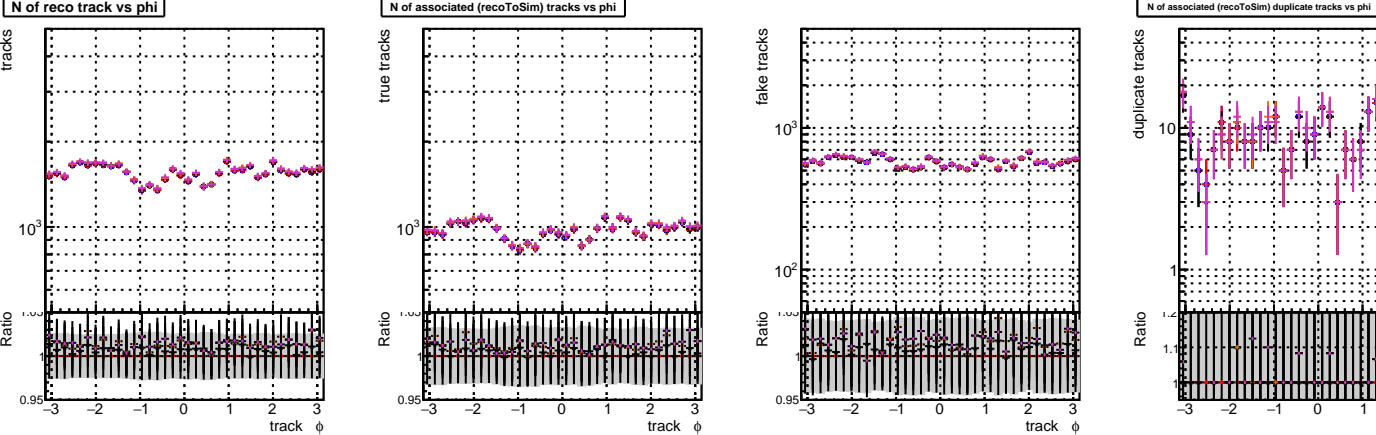 N of reco track vs phi
tracks
10³
Ratio
1.05
1
0.95
−3 −2 −1 0 1 2 3
track ϕ
N of associated (recoToSim) tracks vs phi
true tracks
10³
Ratio
1.05
1
0.95
−3 −2 −1 0 1 2 3
track ϕ
fake tracks
10³
10²
Ratio
1.05
1
0.95
−3 −2 −1 0 1 2 3
track ϕ
N of associated (recoToSim) duplicate tracks vs phi
duplicate tracks
10
1
Ratio
1.2
1.1
1
−3 −2 −1 0 1